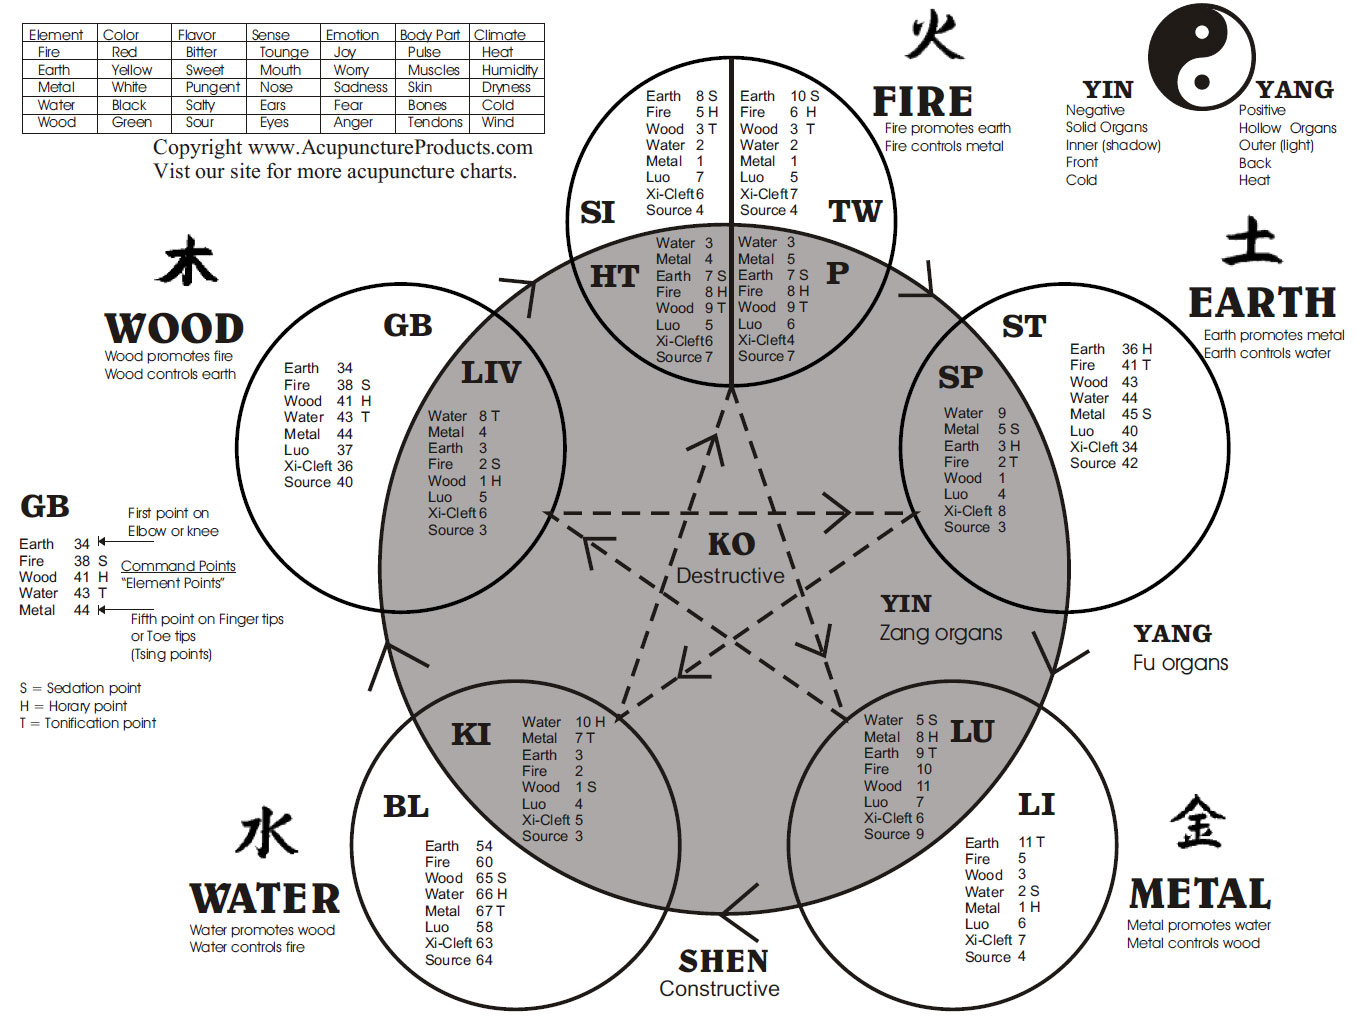 Element Color Flavor Sense Emotion Body Part Climate
Fire Red Bitter Tounge Joy Pulse Heat
Earth Yellow Sweet Mouth Worry Muscles Humidity
Metal White Pungent Nose Sadness Skin Dryness
Water Black Salty Ears Fear Bones Cold
Wood Green Sour Eyes Anger Tendons Wind
Copyright www.AcupunctureProducts.com
Vist our site for more acupuncture charts.
火
FIRE
Fire promotes earth
Fire controls metal
YIN
Negative
Solid Organs
Inner (shadow)
Front
Cold
YANG
Positive
Hollow Organs
Outer (light)
Back
Heat
SI
Earth 8 S
Fire 5 H
Wood 3 T
Water 2
Metal 1
Luo 7
Xi-Cleft 6
Source 4
TW
Earth 10 S
Fire 6 H
Wood 3 T
Water 2
Metal 1
Luo 5
Xi-Cleft 7
Source 4
HT
Water 3
Metal 4
Earth 7 S
Fire 8 H
Wood 9 T
Luo 5
Xi-Cleft 6
Source 7
P
Water 3
Metal 5
Earth 7 S
Fire 8 H
Wood 9 T
Luo 6
Xi-Cleft 4
Source 7
木
WOOD
Wood promotes fire
Wood controls earth
GB
Earth 34
Fire 38 S
Wood 41 H
Water 43 T
Metal 44
Luo 37
Xi-Cleft 36
Source 40
LIV
Water 8 T
Metal 4
Earth 3
Fire 2 S
Wood 1 H
Luo 5
Xi-Cleft 6
Source 3
土
EARTH
Earth promotes metal
Earth controls water
ST
Earth 36 H
Fire 41 T
Wood 43
Water 44
Metal 45 S
Luo 40
Xi-Cleft 34
Source 42
SP
Water 9
Metal 5 S
Earth 3 H
Fire 2 T
Wood 1
Luo 4
Xi-Cleft 8
Source 3
GB
Earth 34
Fire 38 S
Wood 41 H
Water 43 T
Metal 44
First point on
Elbow or knee
Command Points
"Element Points"
Fifth point on Finger tips
or Toe tips
(Tsing points)
S = Sedation point
H = Horary point
T = Tonification point
KO
Destructive
YIN
Zang organs
YANG
Fu organs
KI
Water 10 H
Metal 7 T
Earth 3
Fire 2
Wood 1 S
Luo 4
Xi-Cleft 5
Source 3
BL
Earth 54
Fire 60
Wood 65 S
Water 66 H
Metal 67 T
Luo 58
Xi-Cleft 63
Source 64
水
WATER
Water promotes wood
Water controls fire
LU
Water 5 S
Metal 8 H
Earth 9 T
Fire 10
Wood 11
Luo 7
Xi-Cleft 6
Source 9
LI
Earth 11 T
Fire 5
Wood 3
Water 2 S
Metal 1 H
Luo 6
Xi-Cleft 7
Source 4
金
METAL
Metal promotes water
Metal controls wood
SHEN
Constructive